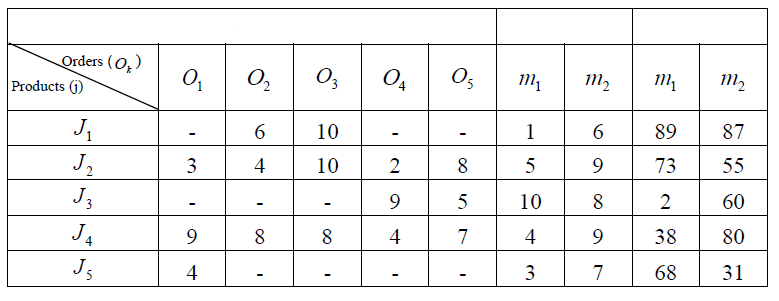 Orders (O_k)
Products (j) O_1 O_2 O_3 O_4 O_5 m_1 m_2 m_1 m_2
J_1 - 6 10 - - 1 6 89 87
J_2 3 4 10 2 8 5 9 73 55
J_3 - - - 9 5 10 8 2 60
J_4 9 8 8 4 7 4 9 38 80
J_5 4 - - - - 3 7 68 31